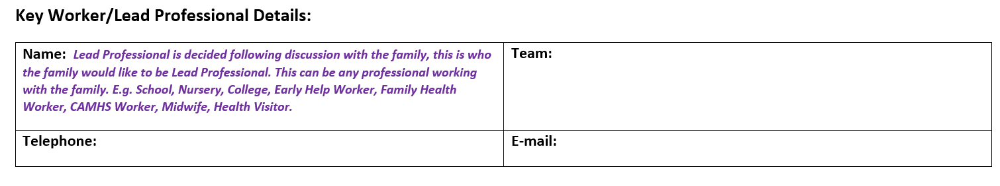 Key Worker/Lead Professional Details:
Name: Lead Professional is decided following discussion with the family, this is who
the family would like to be Lead Professional. This can be any professional working
with the family. E.g. School, Nursery, College, Early Help Worker, Family Health
Worker, CAMHS Worker, Midwife, Health Visitor.
Team:
Telephone:
E-mail: